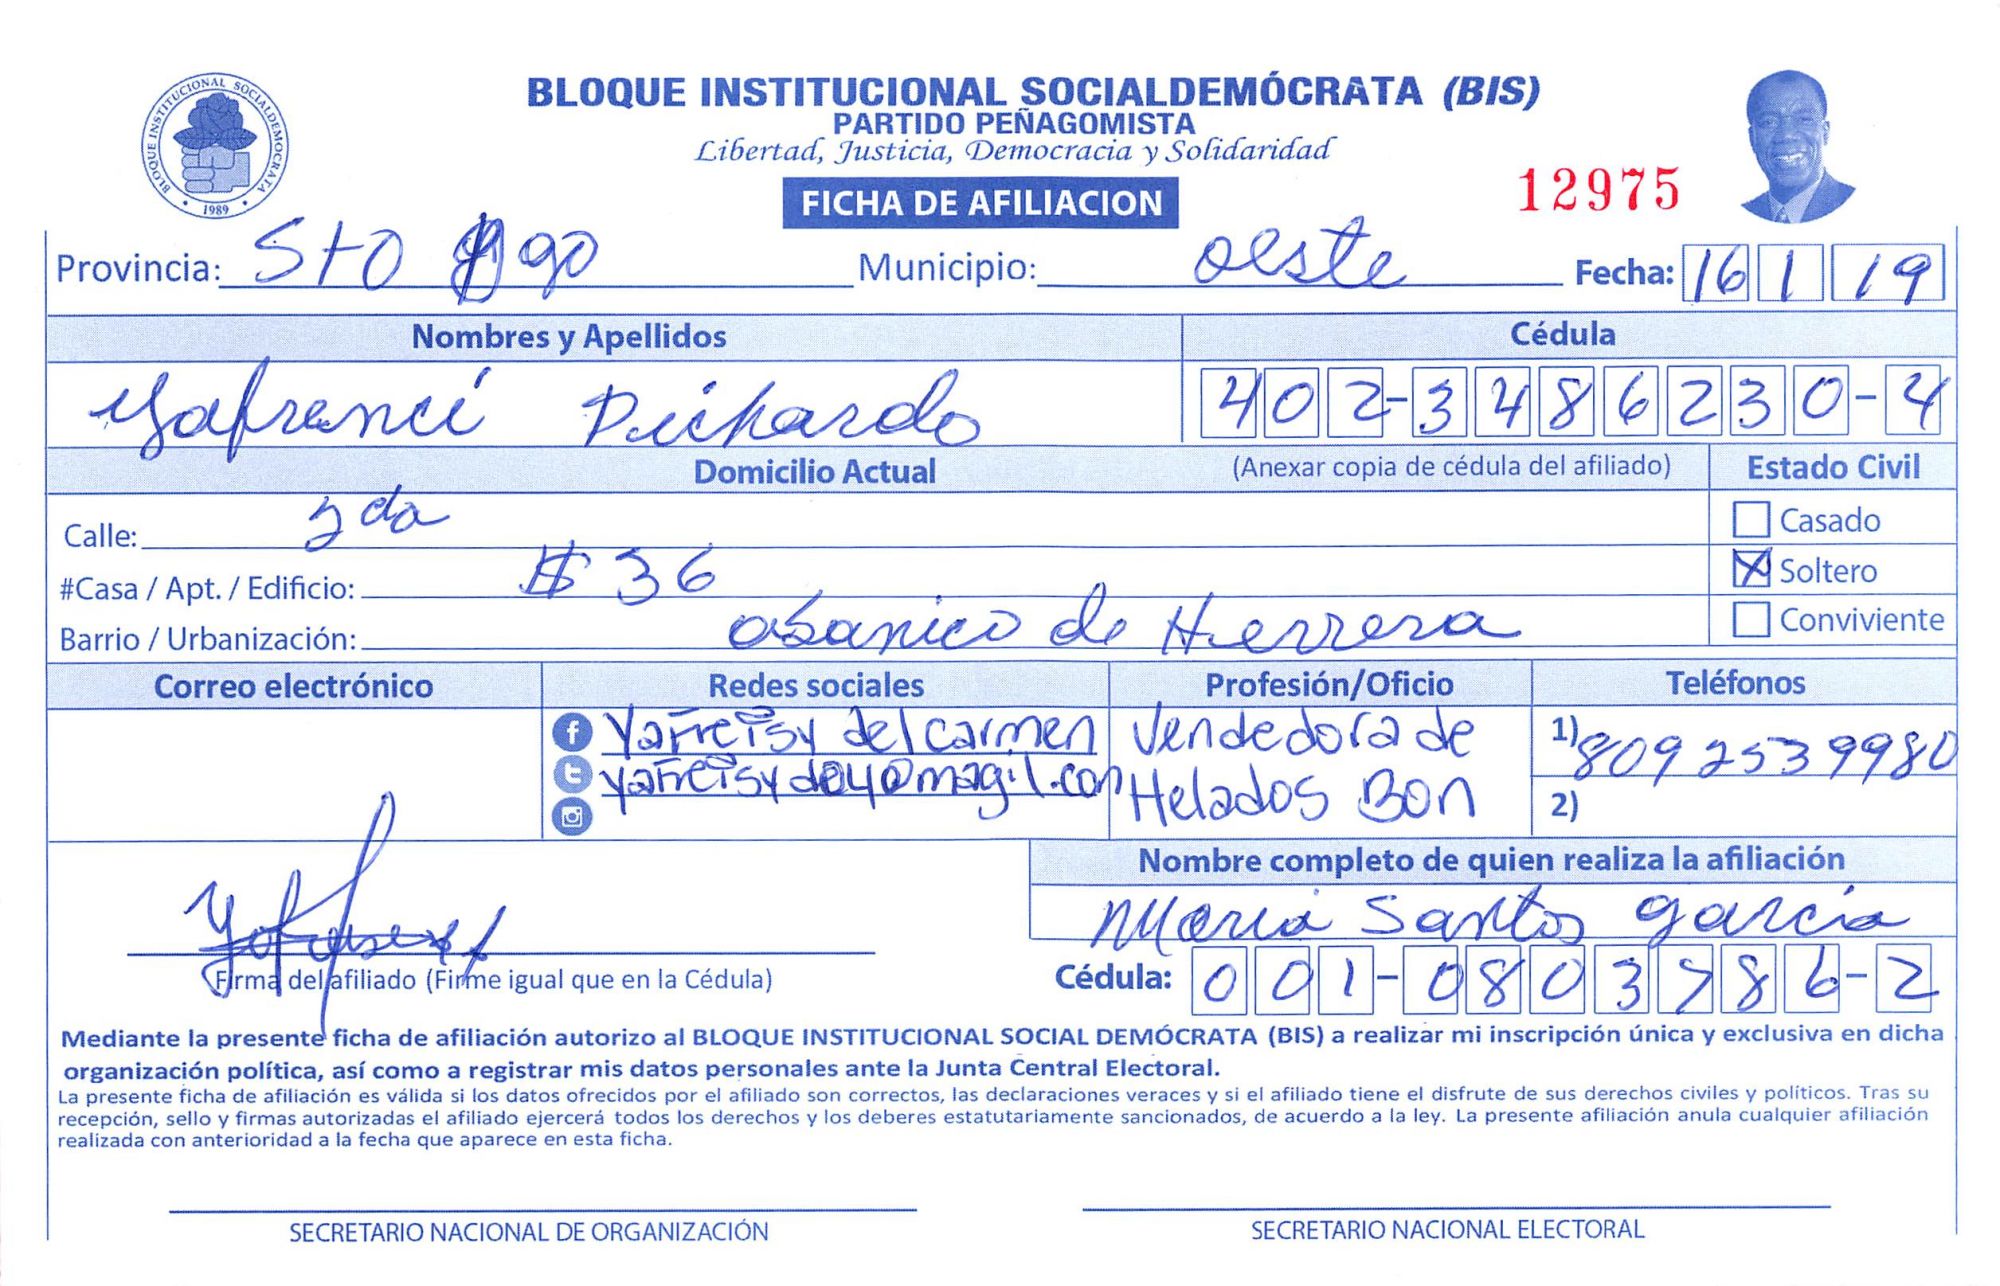 BLOQUE INSTITUCIONAL SOCIALDEMÓCRATA (BIS)
PARTIDO PEÑAGOMISTA
Libertad, Justicia, Democracia y Solidaridad
BLOQUE INSTITUCIONAL SOCIALDEMOCRATA
1989
FICHA DE AFILIACION
12975
Provincia: Sto Dgo Municipio: oeste Fecha: 16 1 19
Nombres y Apellidos Cédula
Yafrenci Pichardo 402-3486230-4
Domicilio Actual (Anexar copia de cédula del afiliado) Estado Civil
Calle: 2da Casado
#Casa / Apt. / Edificio: # 36 Soltero
Barrio / Urbanización: abanico de Herrera Conviviente
Correo electrónico Redes sociales Profesión/Oficio Teléfonos
Yafreisy del carmen Vendedora de 1) 8092539980
yafreisyde40magil.com Helados Bon 2)
Nombre completo de quien realiza la afiliación
Maria Santos garcia
Firma del afiliado (Firme igual que en la Cédula) Cédula: 001-0803786-2
Mediante la presente ficha de afiliación autorizo al BLOQUE INSTITUCIONAL SOCIAL DEMÓCRATA (BIS) a realizar mi inscripción única y exclusiva en dicha
organización política, así como a registrar mis datos personales ante la Junta Central Electoral.
La presente ficha de afiliación es válida si los datos ofrecidos por el afiliado son correctos, las declaraciones veraces y si el afiliado tiene el disfrute de sus derechos civiles y políticos. Tras su
recepción, sello y firmas autorizadas el afiliado ejercerá todos los derechos y los deberes estatutariamente sancionados, de acuerdo a la ley. La presente afiliación anula cualquier afiliación
realizada con anterioridad a la fecha que aparece en esta ficha.
SECRETARIO NACIONAL DE ORGANIZACIÓN SECRETARIO NACIONAL ELECTORAL